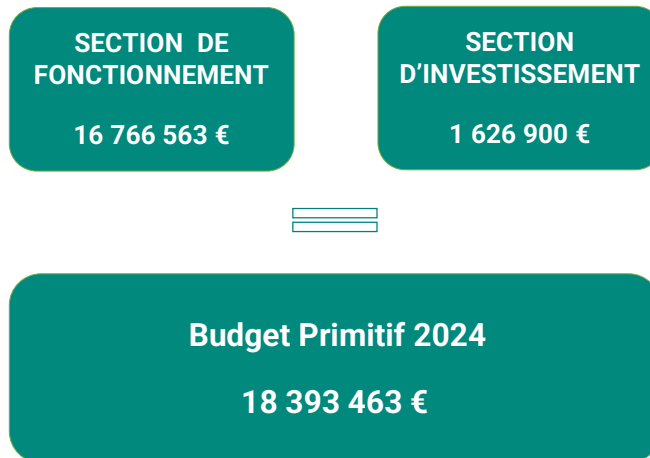 SECTION DE
FONCTIONNEMENT
16 766 563 €
SECTION
D’INVESTISSEMENT
1 626 900 €
Budget Primitif 2024
18 393 463 €